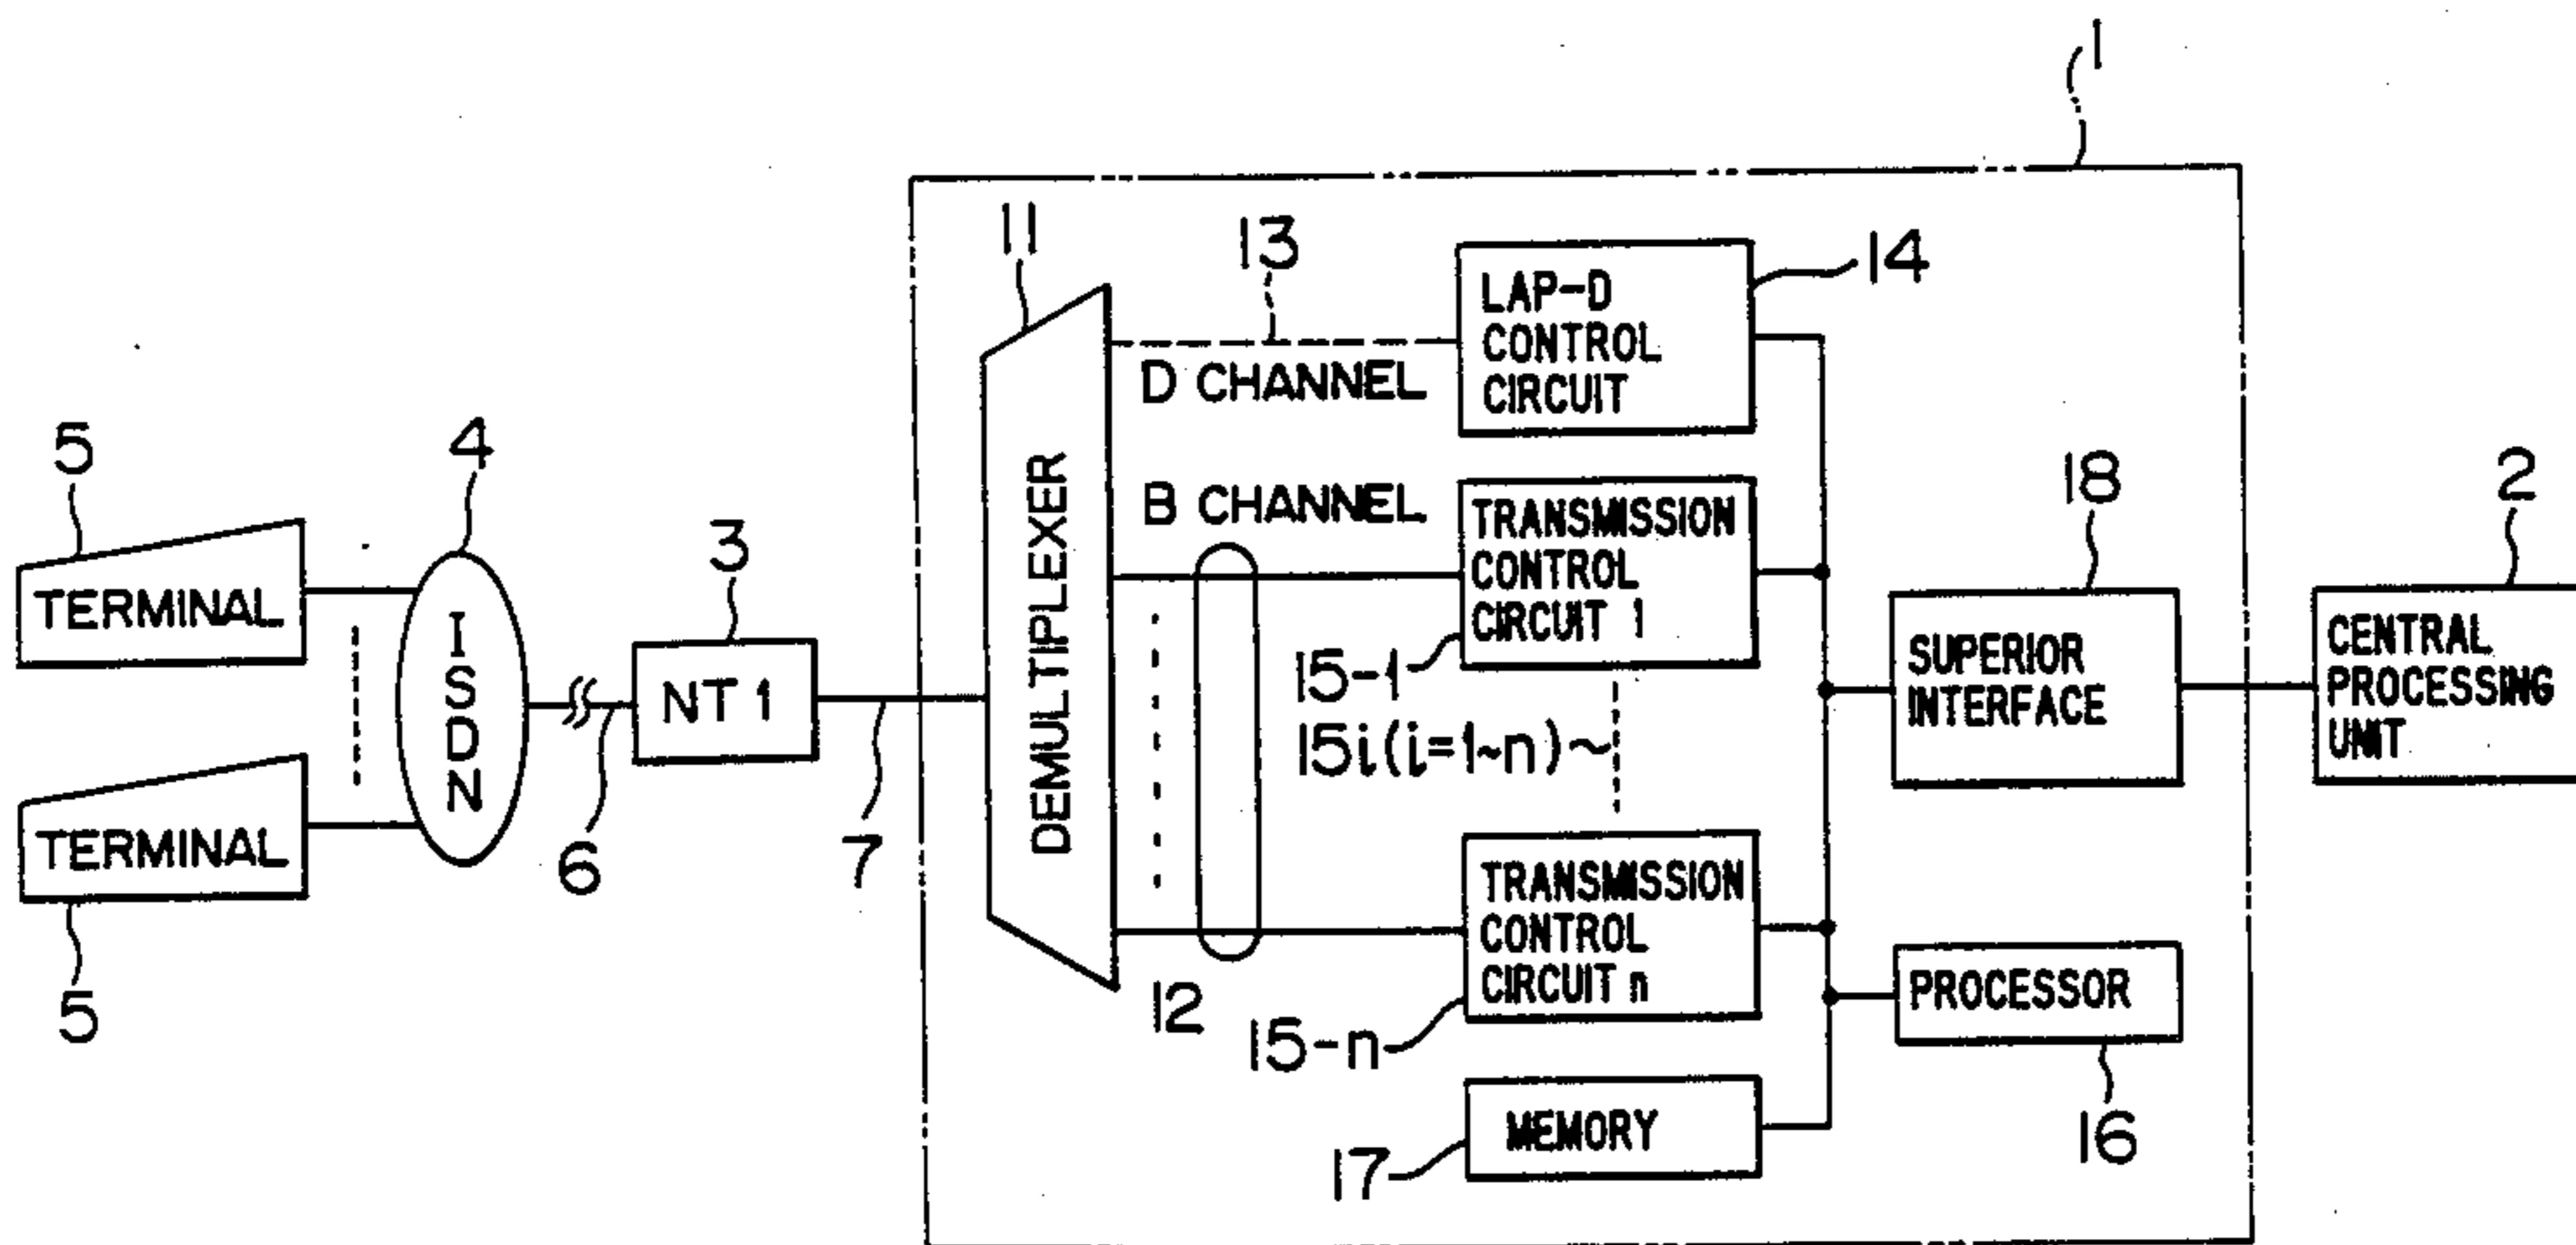 1
11
13
14
LAP-D
CONTROL
CIRCUIT
D CHANNEL
5
4
3
B CHANNEL
TRANSMISSION
CONTROL
CIRCUIT 1
18
2
TERMINAL
ISDN
NT 1
DEMULTIPLEXER
15-1
15i(i=1~n)~
SUPERIOR
INTERFACE
CENTRAL
PROCESSING
UNIT
TERMINAL
6
7
TRANSMISSION
CONTROL
CIRCUIT n
PROCESSOR
5
12
15-n
MEMORY
17
16